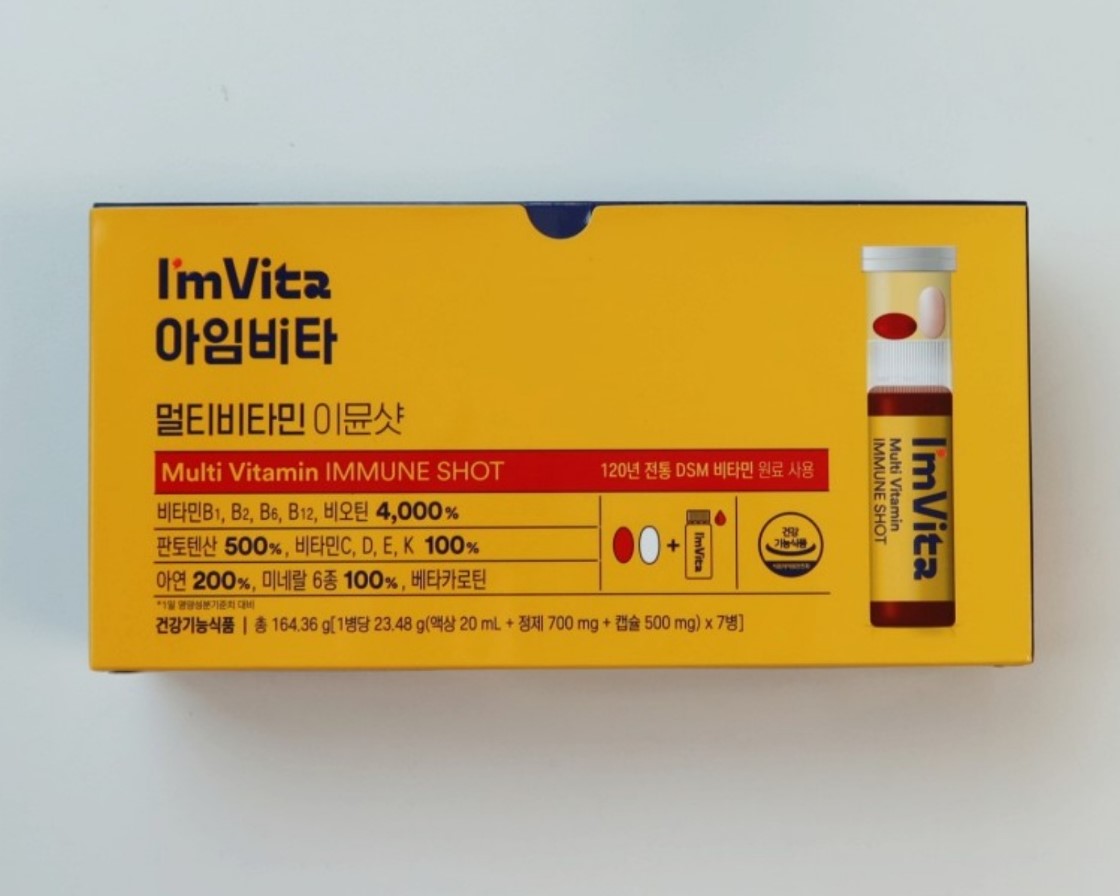 I'mVita
아임비타
멀티비타민 이뮨샷
Multi Vitamin IMMUNE SHOT 120년 전통 DSM 비타민 원료 사용
비타민B1, B2, B6, B12, 비오틴 4,000%
판토텐산 500%, 비타민C, D, E, K 100%
아연 200%, 미네랄 6종 100%, 베타카로틴
*1일 영양성분기준치 대비
건강기능식품 | 총 164.36 g[1병당 23.48 g(액상 20 mL + 정제 700 mg + 캡슐 500 mg) x 7병]
+
I'mVita
건강
기능식품
I'mVita
Multi Vitamin
IMMUNE SHOT